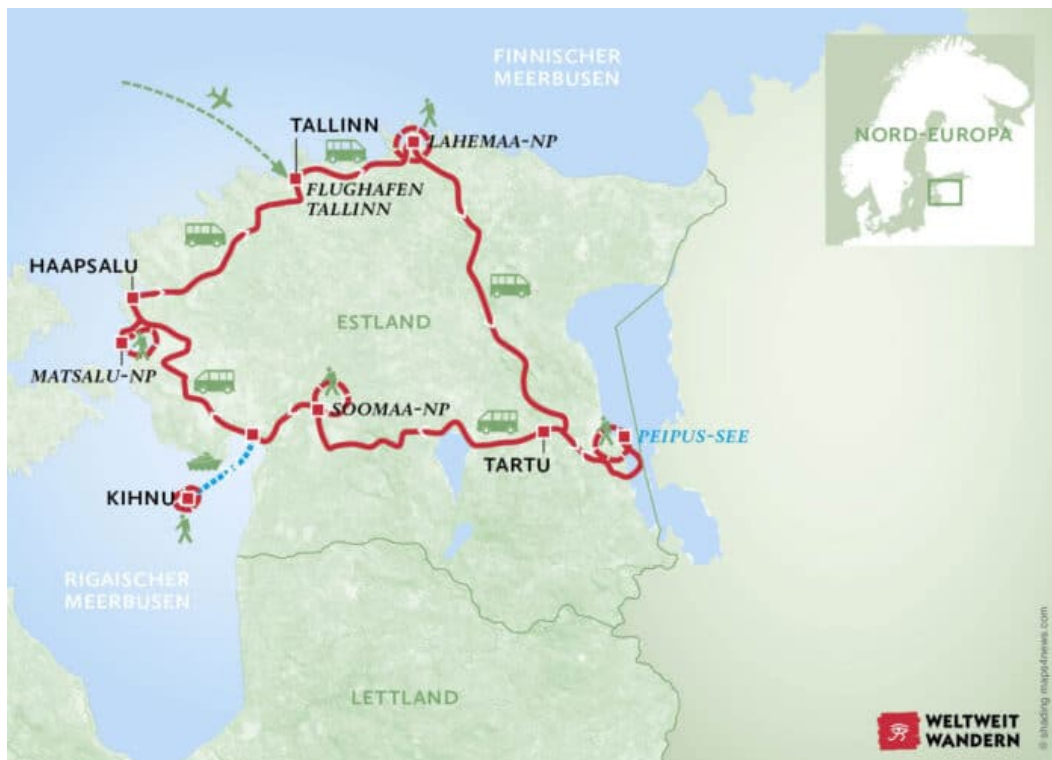 FINNISCHER
MEERBUSEN
TALLINN
LAHEMAA-NP
NORD-EUROPA
FLUGHAFEN
TALLINN
HAAPSALU
ESTLAND
MATSALU-NP
SOOMAA-NP
PEIPUS-SEE
TARTU
KIHNU
RIGAISCHER
MEERBUSEN
LETTLAND
WELTWEIT
WANDERN
© shading maps4news.com